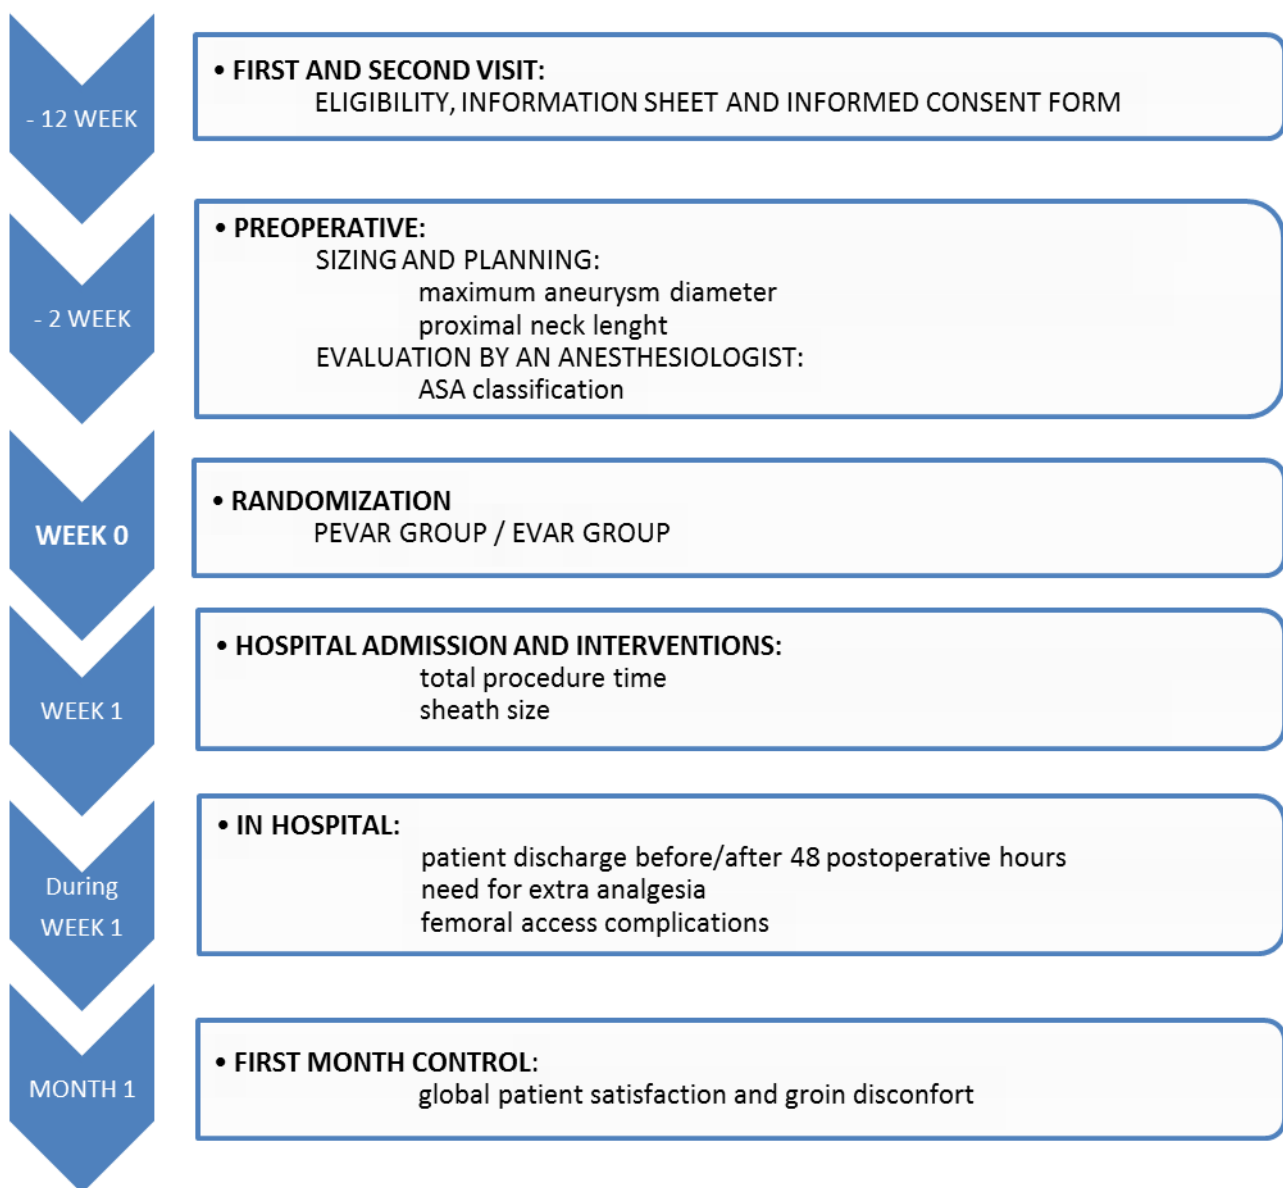 - 12 WEEK
• FIRST AND SECOND VISIT:
ELIGIBILITY, INFORMATION SHEET AND INFORMED CONSENT FORM
- 2 WEEK
• PREOPERATIVE:
SIZING AND PLANNING:
maximum aneurysm diameter
proximal neck lenght
EVALUATION BY AN ANESTHESIOLOGIST:
ASA classification
WEEK 0
• RANDOMIZATION
PEVAR GROUP / EVAR GROUP
WEEK 1
• HOSPITAL ADMISSION AND INTERVENTIONS:
total procedure time
sheath size
During
WEEK 1
• IN HOSPITAL:
patient discharge before/after 48 postoperative hours
need for extra analgesia
femoral access complications
MONTH 1
• FIRST MONTH CONTROL:
global patient satisfaction and groin disconfort